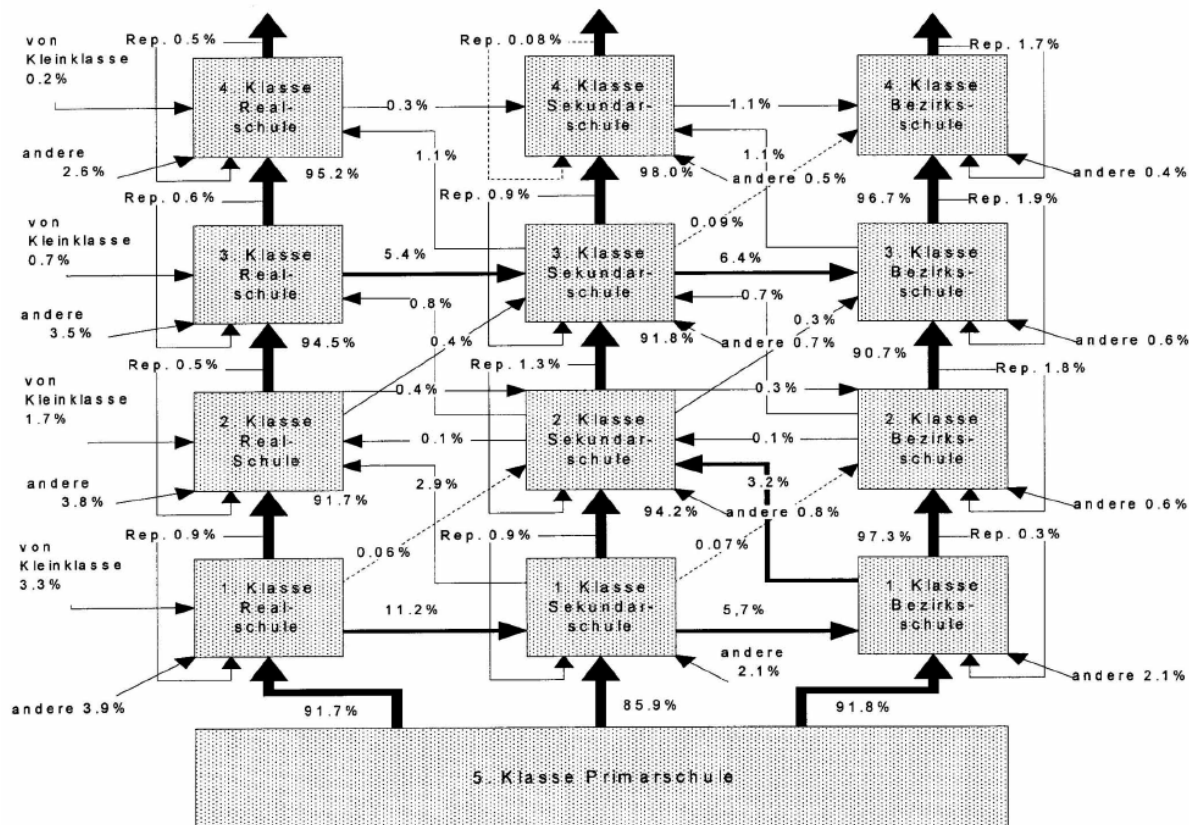 von
Kleinklasse
0.2%
Rep. 0.5%
Rep. 0.08%
Rep. 1.7%
4. Klasse
Real-
schule
4. Klasse
Sekundar-
schule
4. Klasse
Bezirks-
schule
0.3%
1.1%
andere
2.6%
1.1%
1.1%
95.2%
98.0%
andere 0.5%
andere 0.4%
Rep. 0.6%
Rep. 0.9%
96.7%
Rep. 1.9%
von
Kleinklasse
0.7%
0.09%
3. Klasse
Real-
schule
5.4%
3. Klasse
Sekundar-
schule
6.4%
3. Klasse
Bezirks-
schule
0.8%
0.7%
andere
3.5%
0.3%
94.5%
0.4%
91.8%
andere 0.7%
andere 0.6%
Rep. 0.5%
Rep. 1.3%
90.7%
Rep. 1.8%
von
Kleinklasse
1.7%
0.4%
0.3%
2. Klasse
Real-
Schule
2. Klasse
Sekundar-
schule
2. Klasse
Bezirks-
schule
0.1%
0.1%
andere
3.8%
91.7%
2.9%
3.2%
94.2%
andere 0.8%
andere 0.6%
Rep. 0.9%
Rep. 0.9%
97.3%
Rep. 0.3%
von
Kleinklasse
3.3%
0.06%
0.07%
1. Klasse
Real-
schule
11.2%
1. Klasse
Sekundar-
schule
5,7%
1. Klasse
Bezirks-
schule
andere
2.1%
andere 2.1%
andere 3.9%
91.7%
85.9%
91.8%
5. Klasse Primarschule